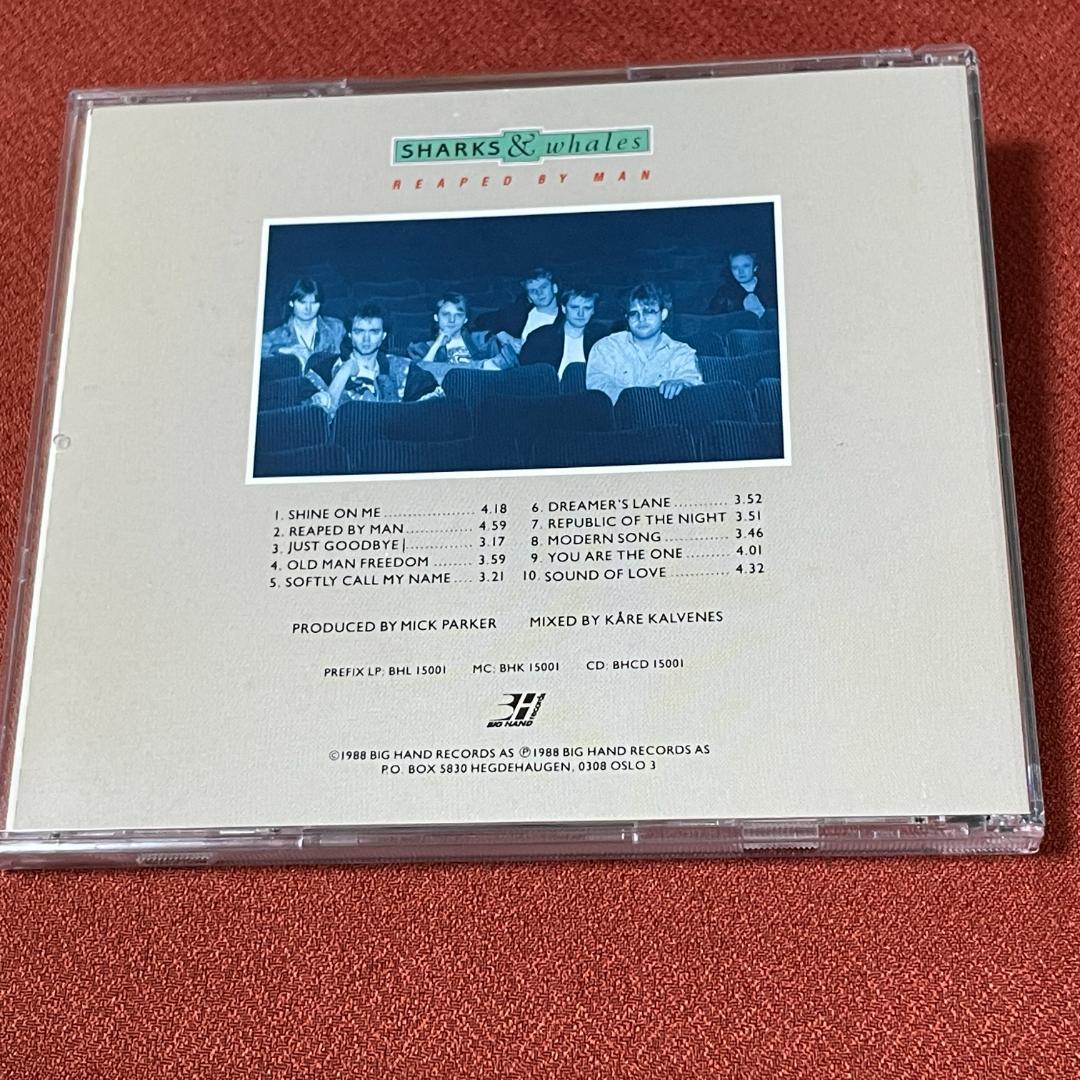 SHARKS & whales
REAPED BY MAN
1. SHINE ON ME .................. 4.18
2. REAPED BY MAN ............. 4.59
3. JUST GOODBYE ............. 3.17
4. OLD MAN FREEDOM ........ 3.59
5. SOFTLY CALL MY NAME .... 3.21
6. DREAMER'S LANE .......... 3.52
7. REPUBLIC OF THE NIGHT 3.51
8. MODERN SONG ............. 3.46
9. YOU ARE THE ONE ......... 4.01
10. SOUND OF LOVE ............ 4.32
PRODUCED BY MICK PARKER MIXED BY KÅRE KALVENES
PREFIX LP: BHL 15001 MC: BHK 15001 CD: BHCD 15001
BH
BIG HAND records
©1988 BIG HAND RECORDS AS ℗1988 BIG HAND RECORDS AS
P.O. BOX 5830 HEGDEHAUGEN, 0308 OSLO 3